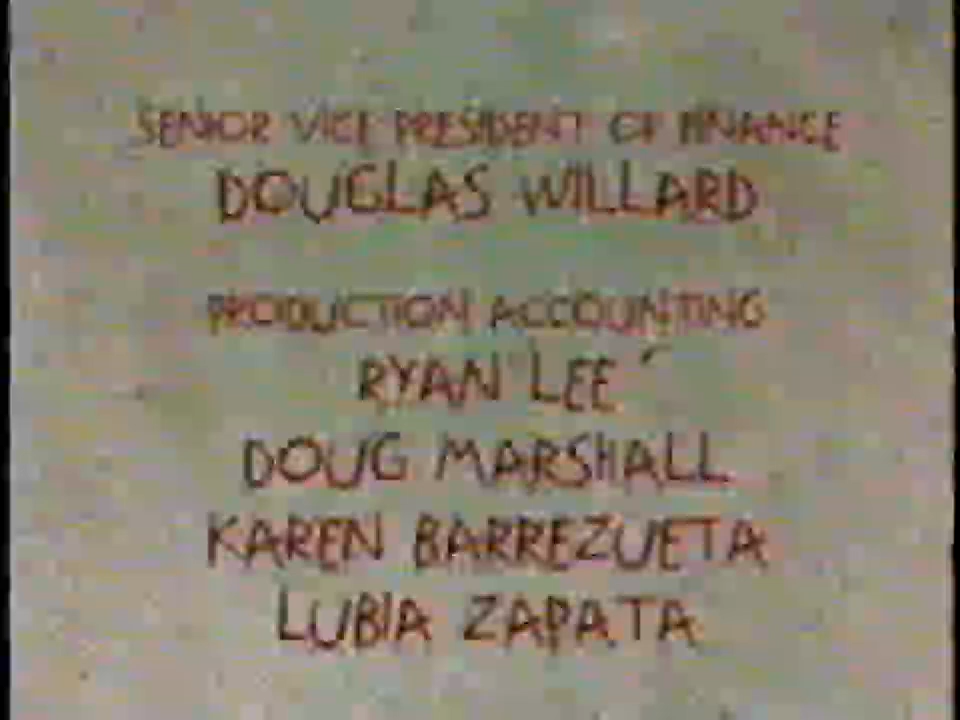 SENIOR VICE PRESIDENT OF FINANCE
DOUGLAS WILLARD
PRODUCTION ACCOUNTING
RYAN LEE
DOUG MARSHALL
KAREN BARREZUETA
LUBIA ZAPATA